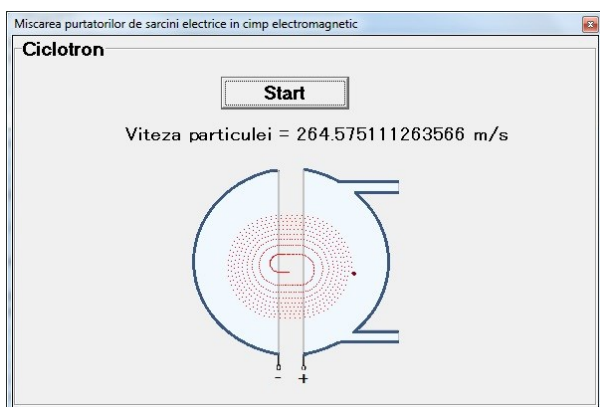 Miscarea purtatorilor de sarcini electrice in cimp electromagnetic
Ciclotron
Start
Viteza particulei = 264.575111263566 m/s
- +